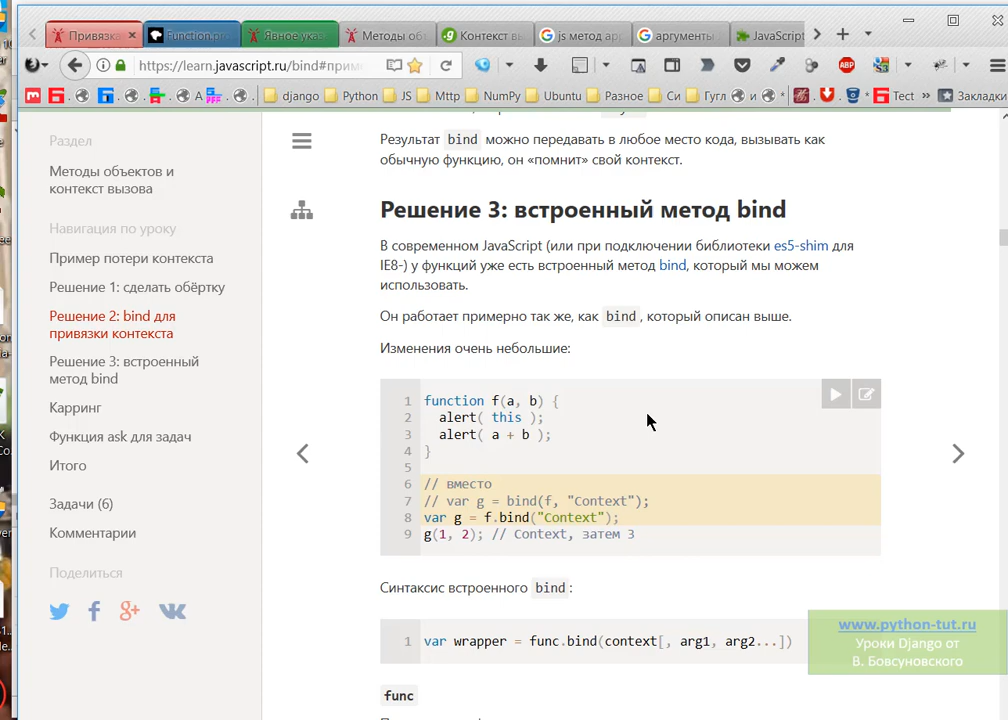 Привязк
Function.pro
Явное указ
Методы об
Контекст вы
js метод ap
аргументы
JavaScript
https://learn.javascript.ru/bind#прим
ABP
django
Python
JS
Mttp
NumPy
Ubuntu
Разное
Си
Гугл
и
Тест
»
Закладки
Раздел
Методы объектов и
контекст вызова
Навигация по уроку
Пример потери контекста
Решение 1: сделать обёртку
Решение 2: bind для
привязки контекста
Решение 3: встроенный
метод bind
Карринг
Функция ask для задач
Итого
Задачи (6)
Комментарии
Поделиться
Результат bind можно передавать в любое место кода, вызывать как
обычную функцию, он «помнит» свой контекст.
Решение 3: встроенный метод bind
В современном JavaScript (или при подключении библиотеки es5-shim для
IE8-) у функций уже есть встроенный метод bind, который мы можем
использовать.
Он работает примерно так же, как bind, который описан выше.
Изменения очень небольшие:
1 function f(a, b) {
2 alert( this );
3 alert( a + b );
4 }
5
6 // вместо
7 // var g = bind(f, "Context");
8 var g = f.bind("Context");
9 g(1, 2); // Context, затем 3
Синтаксис встроенного bind:
1 var wrapper = func.bind(context[, arg1, arg2...])
func
www.python-tut.ru
Уроки Django от
В. Бовсуновского